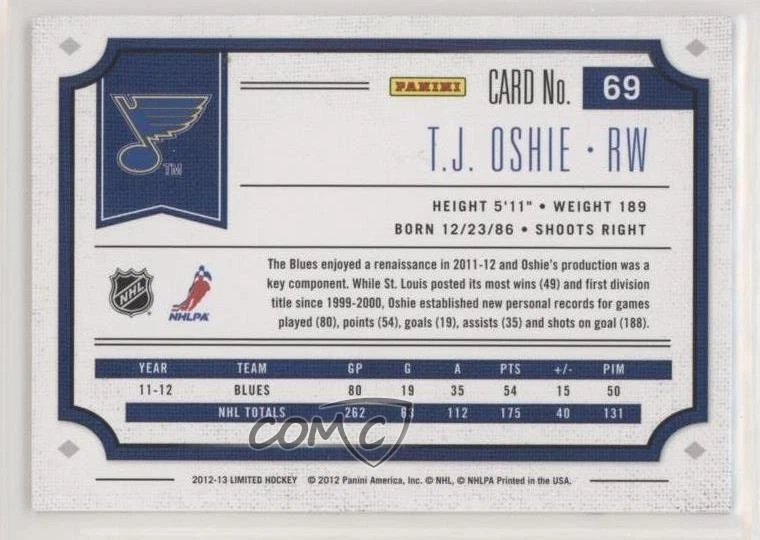 PANINI CARD No. 69
T.J. OSHIE • RW
TM
HEIGHT 5'11" • WEIGHT 189
BORN 12/23/86 • SHOOTS RIGHT
The Blues enjoyed a renaissance in 2011-12 and Oshie's production was a
key component. While St. Louis posted its most wins (49) and first division
title since 1999-2000, Oshie established new personal records for games
played (80), points (54), goals (19), assists (35) and shots on goal (188).
NHL
NHLPA
YEAR TEAM GP G A PTS +/- PIM
11-12 BLUES 80 19 35 54 15 50
NHL TOTALS 262 63 112 175 40 131
COMC
2012-13 LIMITED HOCKEY © 2012 Panini America, Inc. © NHL, © NHLPA Printed in the USA.